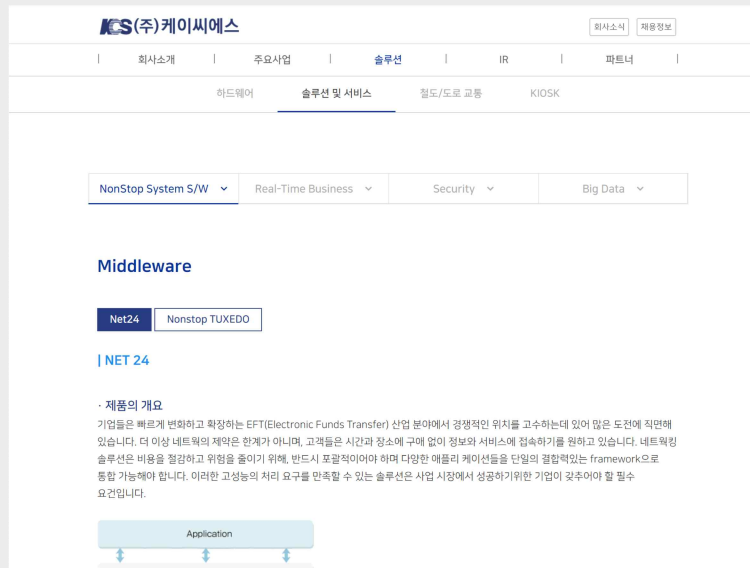 KCS (주)케이씨에스
회사소식 채용정보
회사소개 주요사업 솔루션 IR 파트너
하드웨어 솔루션 및 서비스 철도/도로 교통 KIOSK
NonStop System S/W Real-Time Business Security Big Data
Middleware
Net24 Nonstop TUXEDO
| NET 24
· 제품의 개요
기업들은 빠르게 변화하고 확장하는 EFT(Electronic Funds Transfer) 산업 분야에서 경쟁적인 위치를 고수하는데 있어 많은 도전에 직면해
있습니다. 더 이상 네트웍의 제약은 한계가 아니며, 고객들은 시간과 장소에 구애 없이 정보와 서비스에 접속하기를 원하고 있습니다. 네트웍킹
솔루션은 비용을 절감하고 위험을 줄이기 위해, 반드시 포괄적이어야 하며 다양한 애플리 케이션들을 단일의 결합력있는 framework으로
통합 가능해야 합니다. 이러한 고성능의 처리 요구를 만족할 수 있는 솔루션은 사업 시장에서 성공하기위한 기업이 갖추어야 할 필수
요건입니다.
Application